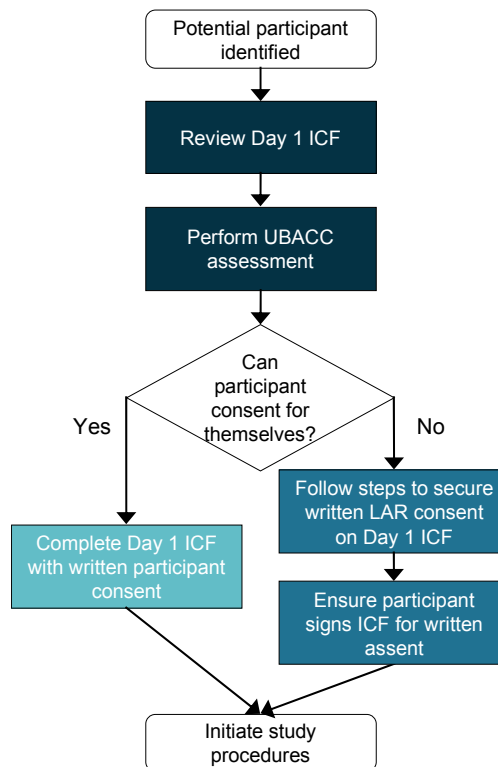 Potential participant
identified
Review Day 1 ICF
Perform UBACC
assessment
Can
participant
consent for
themselves?
Yes
No
Complete Day 1 ICF
with written participant
consent
Follow steps to secure
written LAR consent
on Day 1 ICF
Ensure participant
signs ICF for written
assent
Initiate study
procedures